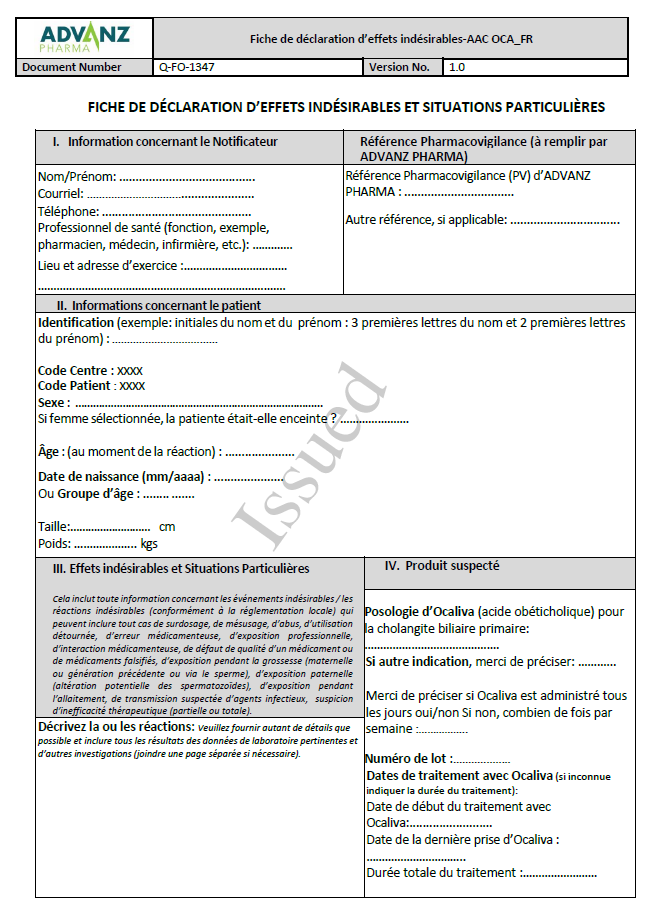 ADVANZ
PHARMA
Fiche de déclaration d'effets indésirables-AAC OCA_FR
Document Number
Q-FO-1347
Version No.
1.0
FICHE DE DÉCLARATION D'EFFETS INDÉSIRABLES ET SITUATIONS PARTICULIÈRES
I. Information concernant le Notificateur
Nom/Prénom: ..........................................
Courriel: ...................................................
Téléphone: ..............................................
Professionnel de santé (fonction, exemple,
pharmacien, médecin, infirmière, etc.): .............
Lieu et adresse d'exercice :................................
............................................................................
Référence Pharmacovigilance (à remplir par
ADVANZ PHARMA)
Référence Pharmacovigilance (PV) d'ADVANZ
PHARMA : .................................
Autre référence, si applicable: .................................
II. Informations concernant le patient
Identification (exemple: initiales du nom et du prénom : 3 premières lettres du nom et 2 premières lettres
du prénom) : ...................................
Code Centre : XXXX
Code Patient : XXXX
Sexe : ...................................................................................
Si femme sélectionnée, la patiente était-elle enceinte ? .....................
Âge : (au moment de la réaction) : .....................
Date de naissance (mm/aaaa) : .....................
Ou Groupe d'âge : ........ .......
Taille:........................... cm
Poids: ................... kgs
Issued
III. Effets indésirables et Situations Particulières
Cela inclut toute information concernant les événements indésirables / les
réactions indésirables (conformément à la réglementation locale) qui
peuvent inclure tout cas de surdosage, de mésusage, d'abus, d'utilisation
détournée, d'erreur médicamenteuse, d'exposition professionnelle,
d'interaction médicamenteuse, de défaut de qualité d'un médicament ou
de médicaments falsifiés, d'exposition pendant la grossesse (maternelle
ou génération précédente ou via le sperme), d'exposition paternelle
(altération potentielle des spermatozoïdes), d'exposition pendant
l'allaitement, de transmission suspectée d'agents infectieux, suspicion
d'inefficacité thérapeutique (partielle ou totale).
Décrivez la ou les réactions: Veuillez fournir autant de détails que
possible et inclure tous les résultats des données de laboratoire pertinentes et
d'autres investigations (joindre une page séparée si nécessaire).
IV. Produit suspecté
Posologie d'Ocaliva (acide obéticholique) pour
la cholangite biliaire primaire:
........................................
Si autre indication, merci de préciser: ............
Merci de préciser si Ocaliva est administré tous
les jours oui/non Si non, combien de fois par
semaine :................
Numéro de lot :...................
Dates de traitement avec Ocaliva (si inconnue
indiquer la durée du traitement):
Date de début du traitement avec
Ocaliva:.........................
Date de la dernière prise d'Ocaliva :
..............................
Durée totale du traitement :.......................